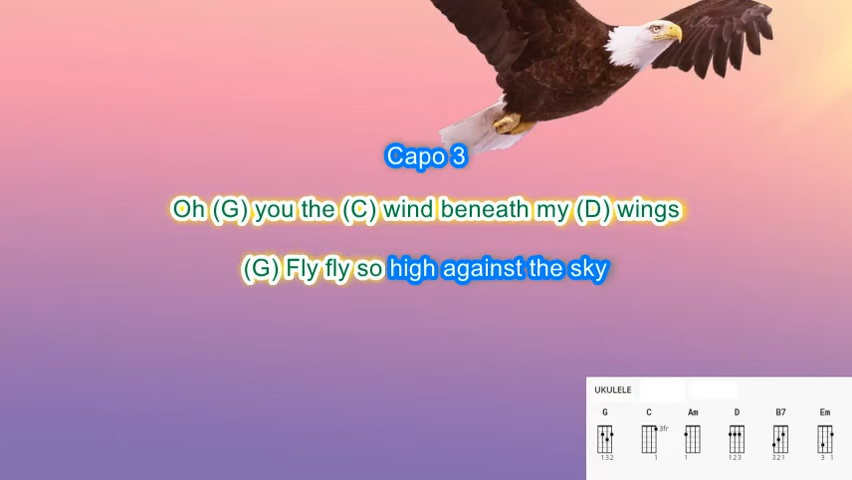 Capo 3
Oh (G) you the (C) wind beneath my (D) wings
(G) Fly fly so high against the sky
UKULELE
G C Am D B7 Em
3fr
132 1 1 123 321 3 1